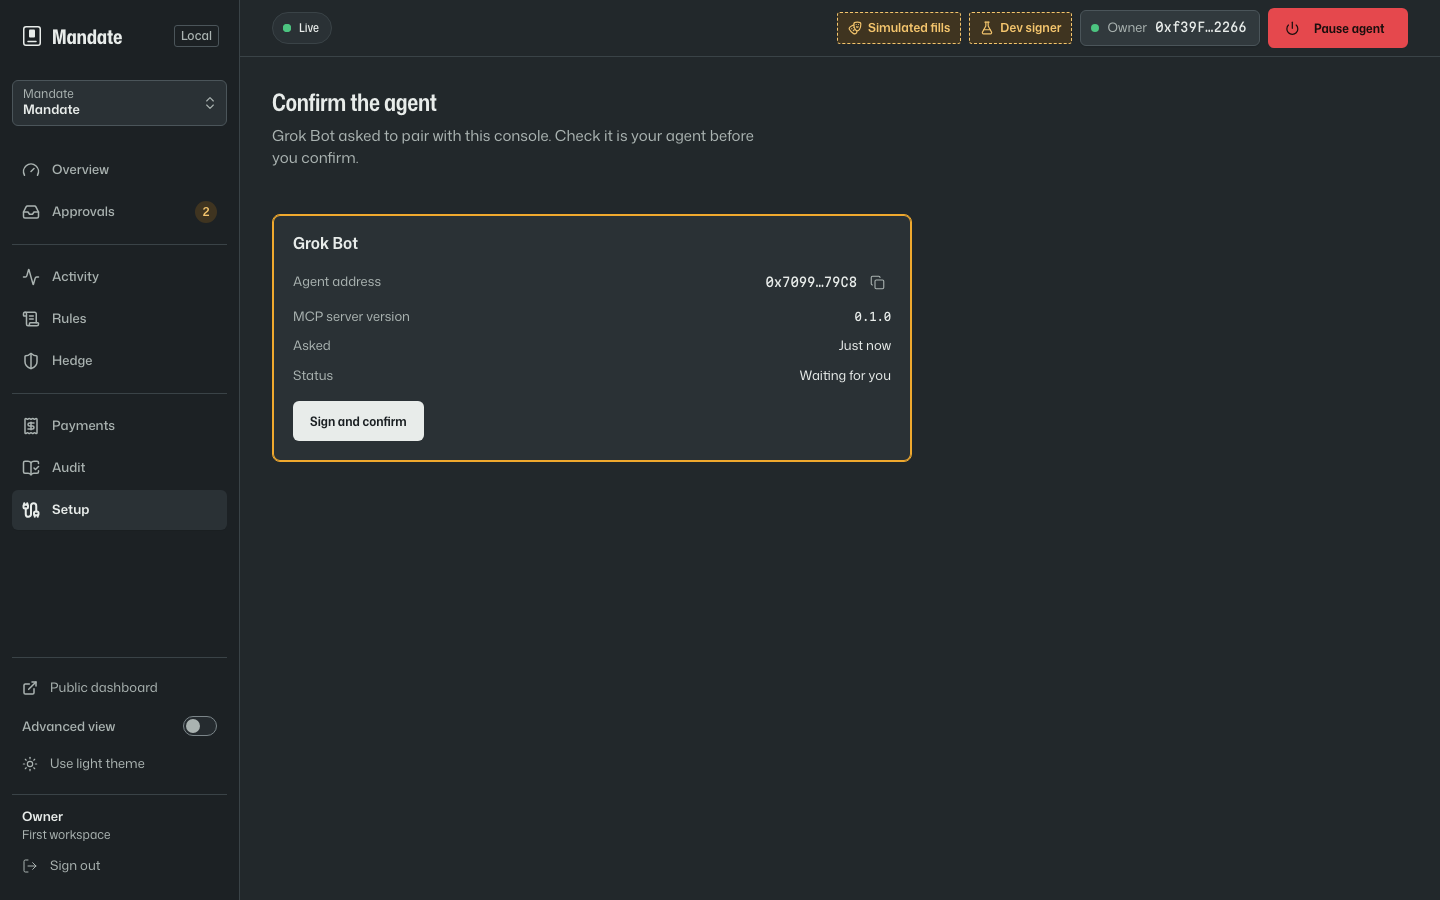 Mandate
Local
Mandate
Mandate
Overview
Approvals
2
Activity
Rules
Hedge
Payments
Audit
Setup
Public dashboard
Advanced view
Use light theme
Owner
First workspace
Sign out
Live
Simulated fills
Dev signer
Owner 0xf39F…2266
Pause agent
Confirm the agent
Grok Bot asked to pair with this console. Check it is your agent before
you confirm.
Grok Bot
Agent address 0x7099…79C8
MCP server version 0.1.0
Asked Just now
Status Waiting for you
Sign and confirm